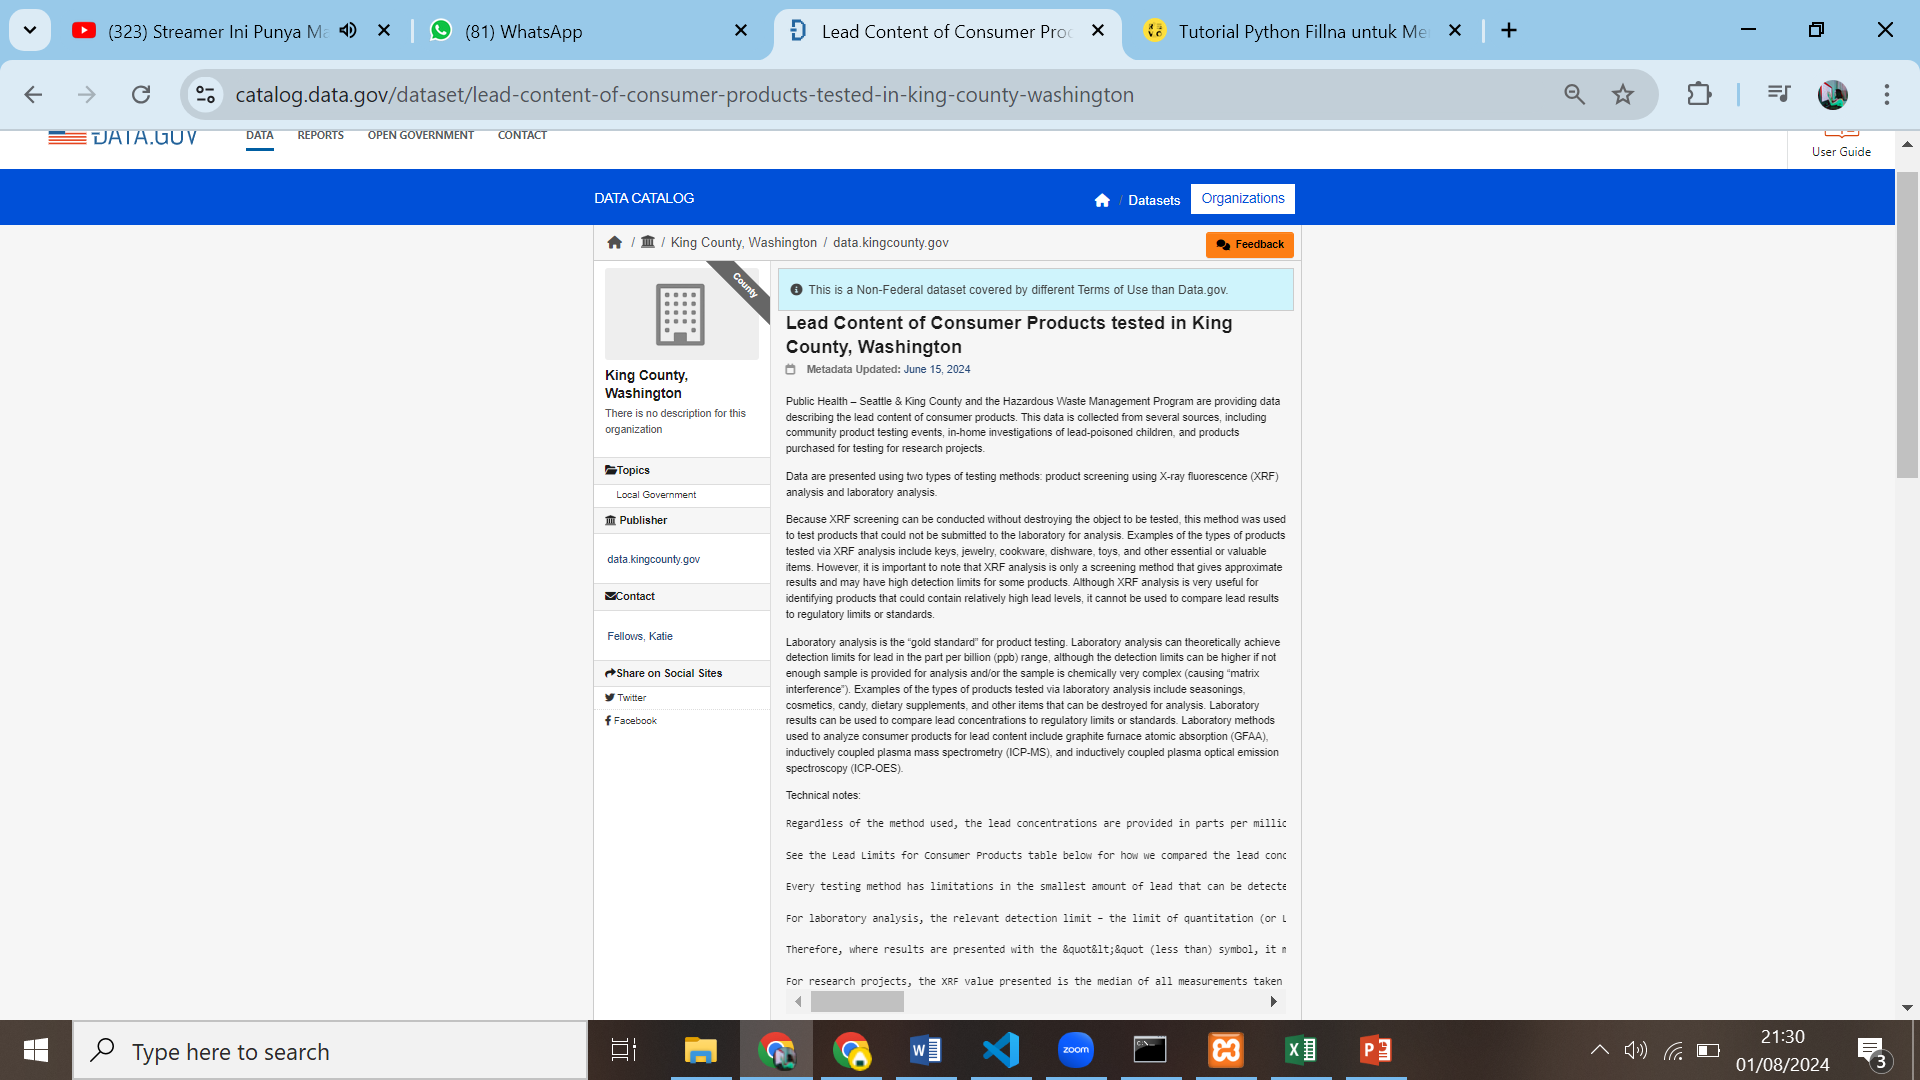 (323) Streamer Ini Punya Ma
(81) WhatsApp
Lead Content of Consumer Proc
Tutorial Python Fillna untuk Me
catalog.data.gov/dataset/lead-content-of-consumer-products-tested-in-king-county-washington
DATA.GOV
DATA
REPORTS
OPEN GOVERNMENT
CONTACT
User Guide
DATA CATALOG
/ Datasets
Organizations
/ / King County, Washington / data.kingcounty.gov
Feedback
County
King County,
Washington
There is no description for this
organization
Topics
Local Government
Publisher
data.kingcounty.gov
Contact
Fellows, Katie
Share on Social Sites
Twitter
Facebook
This is a Non-Federal dataset covered by different Terms of Use than Data.gov.
Lead Content of Consumer Products tested in King
County, Washington
Metadata Updated: June 15, 2024
Public Health – Seattle & King County and the Hazardous Waste Management Program are providing data
describing the lead content of consumer products. This data is collected from several sources, including
community product testing events, in-home investigations of lead-poisoned children, and products
purchased for testing for research projects.
Data are presented using two types of testing methods: product screening using X-ray fluorescence (XRF)
analysis and laboratory analysis.
Because XRF screening can be conducted without destroying the object to be tested, this method was used
to test products that could not be submitted to the laboratory for analysis. Examples of the types of products
tested via XRF analysis include keys, jewelry, cookware, dishware, toys, and other essential or valuable
items. However, it is important to note that XRF analysis is only a screening method that gives approximate
results and may have high detection limits for some products. Although XRF analysis is very useful for
identifying products that could contain relatively high lead levels, it cannot be used to compare lead results
to regulatory limits or standards.
Laboratory analysis is the “gold standard” for product testing. Laboratory analysis can theoretically achieve
detection limits for lead in the part per billion (ppb) range, although the detection limits can be higher if not
enough sample is provided for analysis and/or the sample is chemically very complex (causing “matrix
interference”). Examples of the types of products tested via laboratory analysis include seasonings,
cosmetics, candy, dietary supplements, and other items that can be destroyed for analysis. Laboratory
results can be used to compare lead concentrations to regulatory limits or standards. Laboratory methods
used to analyze consumer products for lead content include graphite furnace atomic absorption (GFAA),
inductively coupled plasma mass spectrometry (ICP-MS), and inductively coupled plasma optical emission
spectroscopy (ICP-OES).
Technical notes:
Regardless of the method used, the lead concentrations are provided in parts per millic
See the Lead Limits for Consumer Products table below for how we compared the lead conc
Every testing method has limitations in the smallest amount of lead that can be detecte
For laboratory analysis, the relevant detection limit – the limit of quantitation (or L
Therefore, where results are presented with the &quot&lt;&quot (less than) symbol, it m
For research projects, the XRF value presented is the median of all measurements taken
Type here to search
zoom
21:30
01/08/2024
3